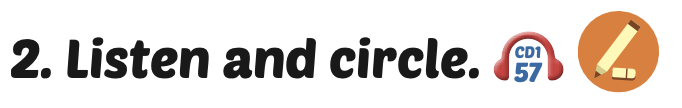 2. Listen and circle. CD1
57